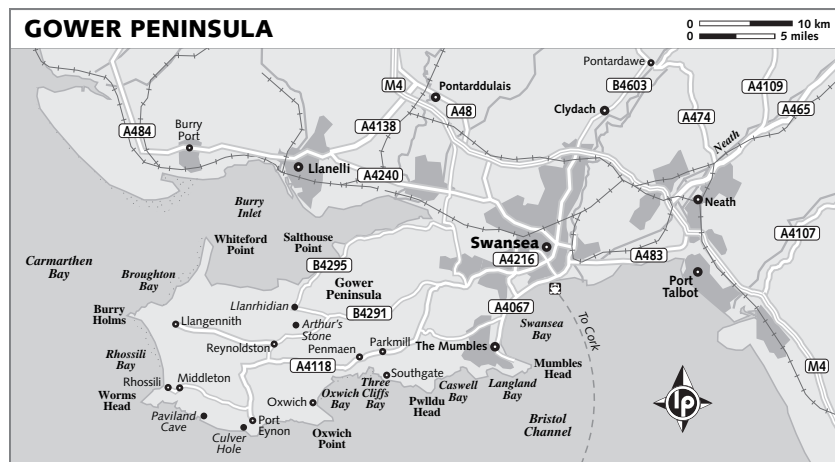 GOWER PENINSULA
0 10 km
0 5 miles
Pontardawe
M4
Pontarddulais
B4603
A4109
A48
Clydach
A465
A474
A484
Burry
Port
A4138
Neath
Llanelli
A4240
Neath
Burry
Inlet
A4107
Whiteford
Point
Salthouse
Point
Swansea
A4216
A483
Carmarthen
Bay
Broughton
Bay
B4295
Gower
Peninsula
Port
Talbot
Burry
Holms
Llanrhidian
B4291
A4067
To Cork
Llangennith
Arthur's
Stone
Swansea
Bay
Reynoldston
Penmaen
Parkmill
The Mumbles
Rhossili
Bay
A4118
Mumbles
Head
M4
Rhossili
Middleton
Southgate
Worms
Head
Oxwich
Oxwich
Bay
Three
Cliffs
Bay
Caswell
Bay
Langland
Bay
Pwlldu
Head
Paviland
Cave
Port
Eynon
Culver
Hole
Oxwich
Point
Bristol
Channel
lp